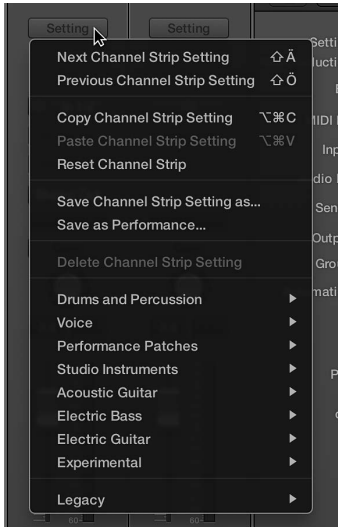 Setting
Setting
Next Channel Strip Setting ⇧Ä
Previous Channel Strip Setting ⇧Ö
Copy Channel Strip Setting ⌥⌘C
Paste Channel Strip Setting ⌥⌘V
Reset Channel Strip
Save Channel Strip Setting as...
Save as Performance...
Delete Channel Strip Setting
Drums and Percussion
Voice
Performance Patches
Studio Instruments
Acoustic Guitar
Electric Bass
Electric Guitar
Experimental
Legacy
60
60